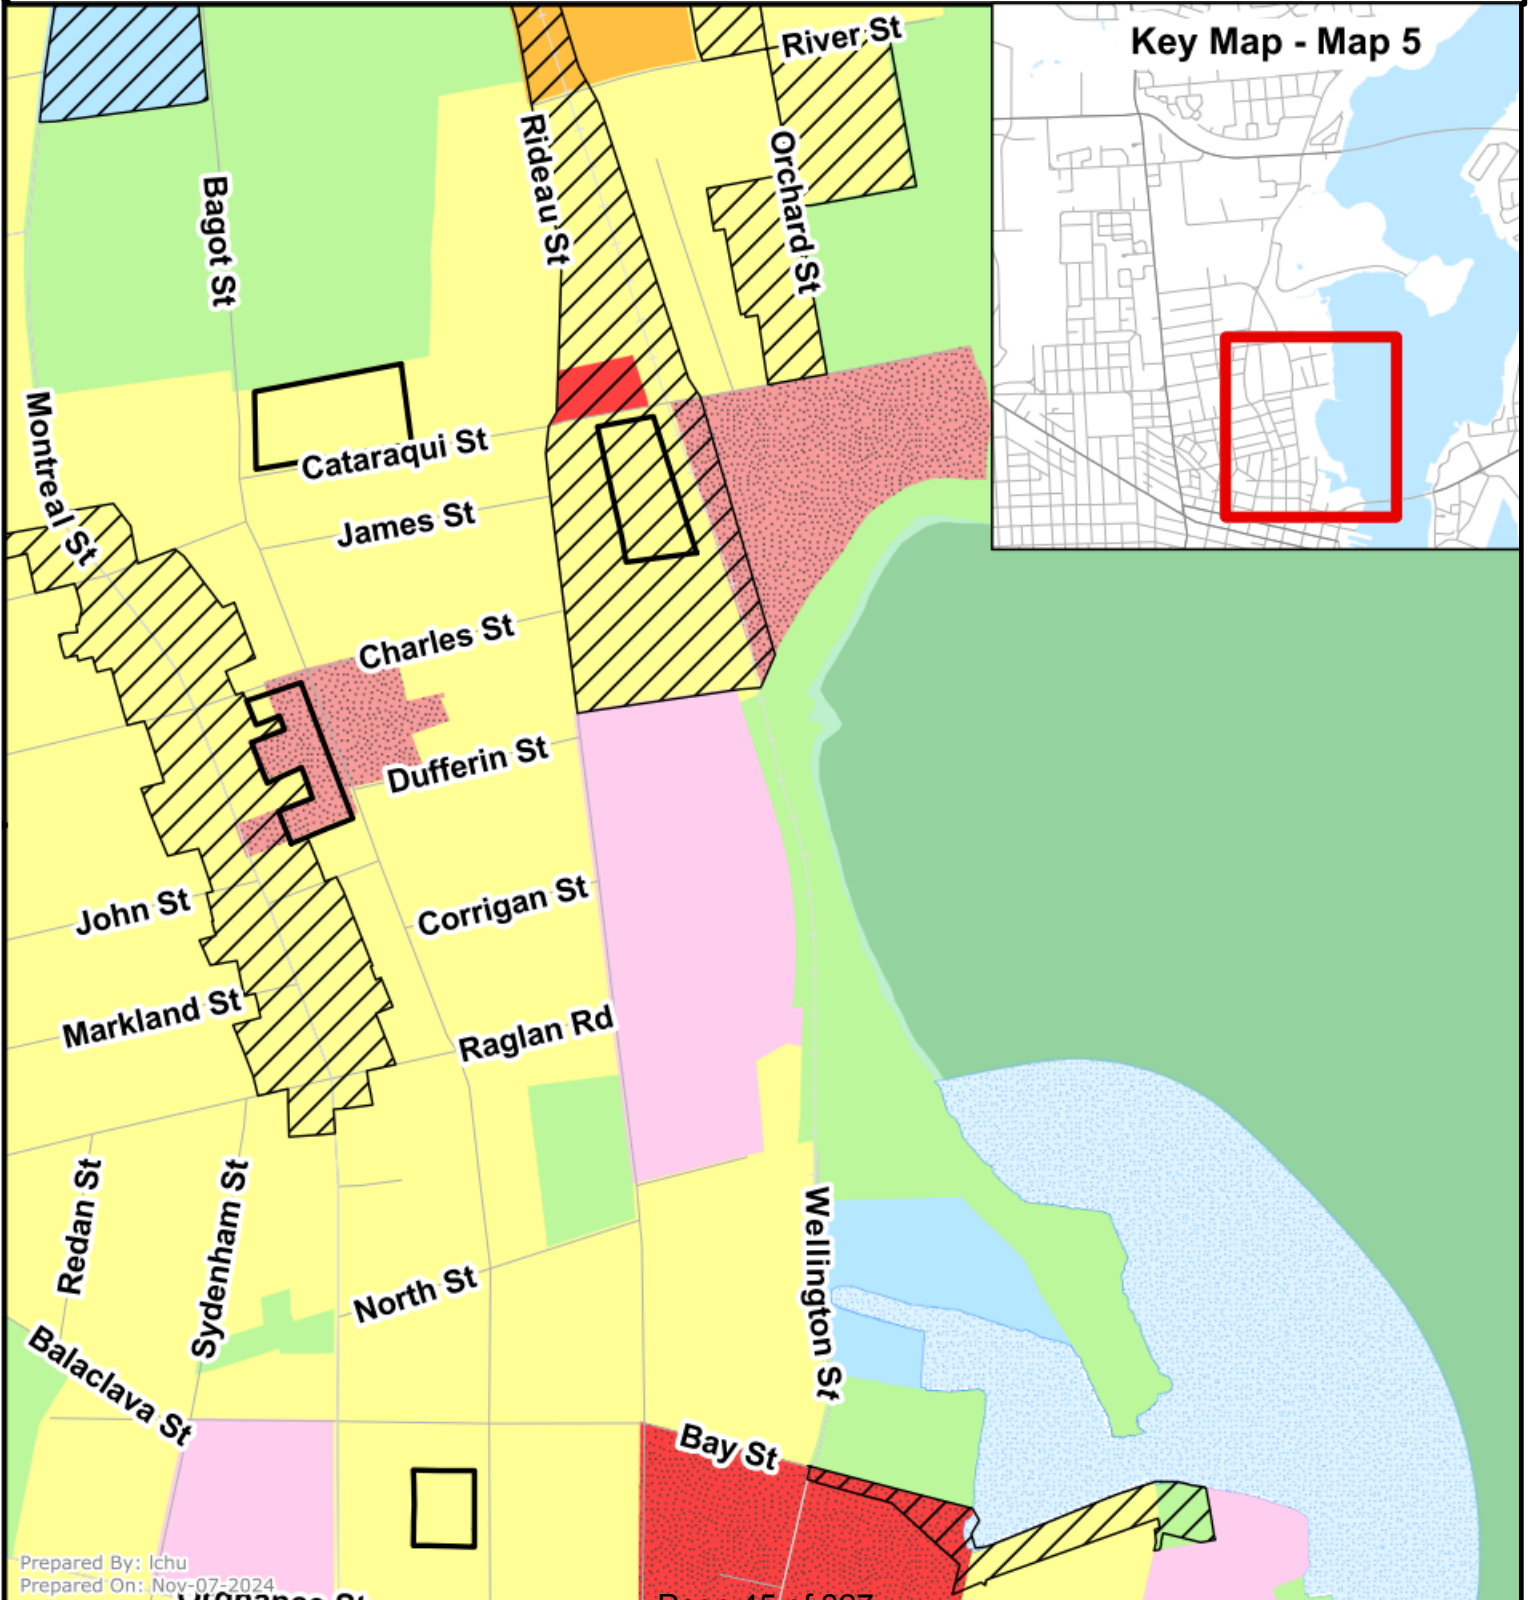 River St
Key Map - Map 5
Rideau St
Orchard St
Bagot St
Montreal St
Cataraqui St
James St
Charles St
Dufferin St
John St
Corrigan St
Markland St
Raglan Rd
Redan St
Sydenham St
Wellington St
North St
Balaclava St
Bay St
Prepared By: lchu
Prepared On: Nov-07-2024
Ordnance St